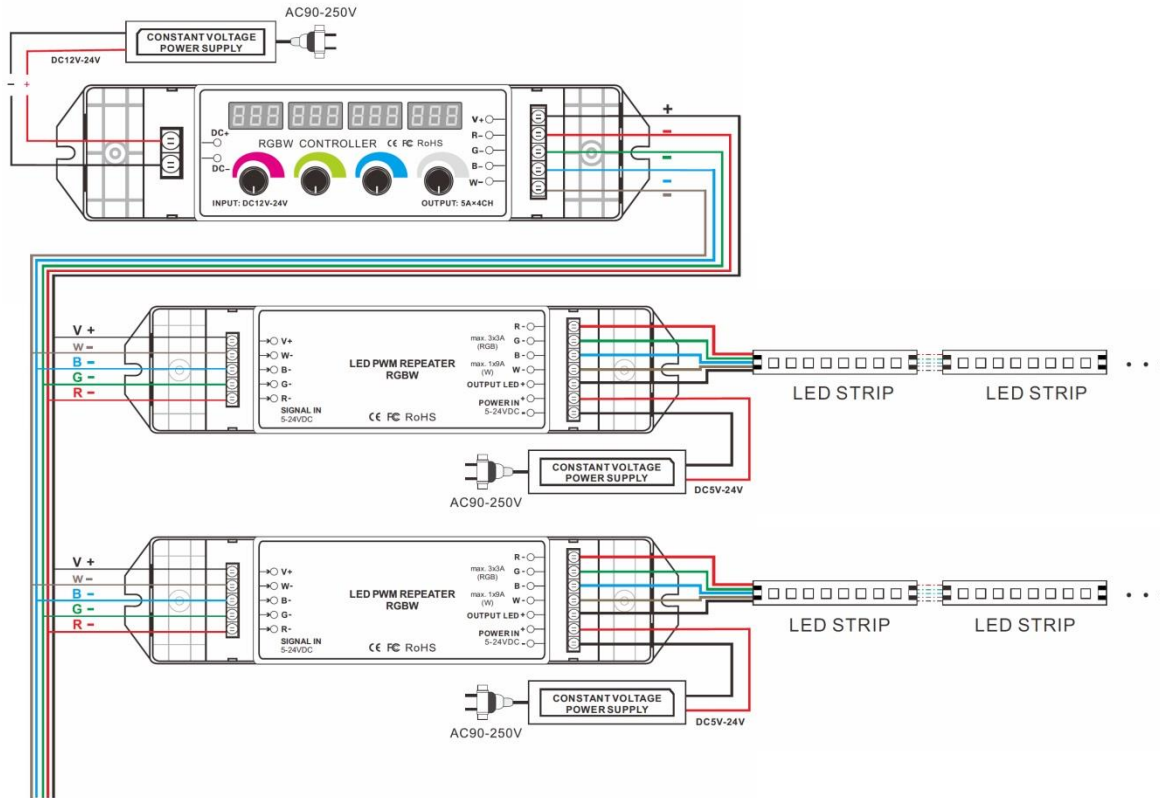 AC90-250V
CONSTANT VOLTAGE
POWER SUPPLY
DC12V-24V
- +
888 888 888 888
DC+
DC-
RGBW CONTROLLER CE FC RoHS
INPUT: DC12V-24V
OUTPUT: 5A×4CH
V+
R-
G-
B-
W-
+
-
-
-
-
V +
W -
B -
G -
R -
V+
W-
B-
G-
R-
SIGNAL IN
5-24VDC
LED PWM REPEATER
RGBW
CE FC RoHS
R -
max. 3x3A
(RGB)
G -
B -
max. 1x9A
(W)
W -
OUTPUT LED +
POWER IN +
5-24VDC -
LED STRIP
LED STRIP
CONSTANT VOLTAGE
POWER SUPPLY
AC90-250V
DC5V-24V
V +
W -
B -
G -
R -
V+
W-
B-
G-
R-
SIGNAL IN
5-24VDC
LED PWM REPEATER
RGBW
CE FC RoHS
R -
max. 3x3A
(RGB)
G -
B -
max. 1x9A
(W)
W -
OUTPUT LED +
POWER IN +
5-24VDC -
LED STRIP
LED STRIP
CONSTANT VOLTAGE
POWER SUPPLY
AC90-250V
DC5V-24V